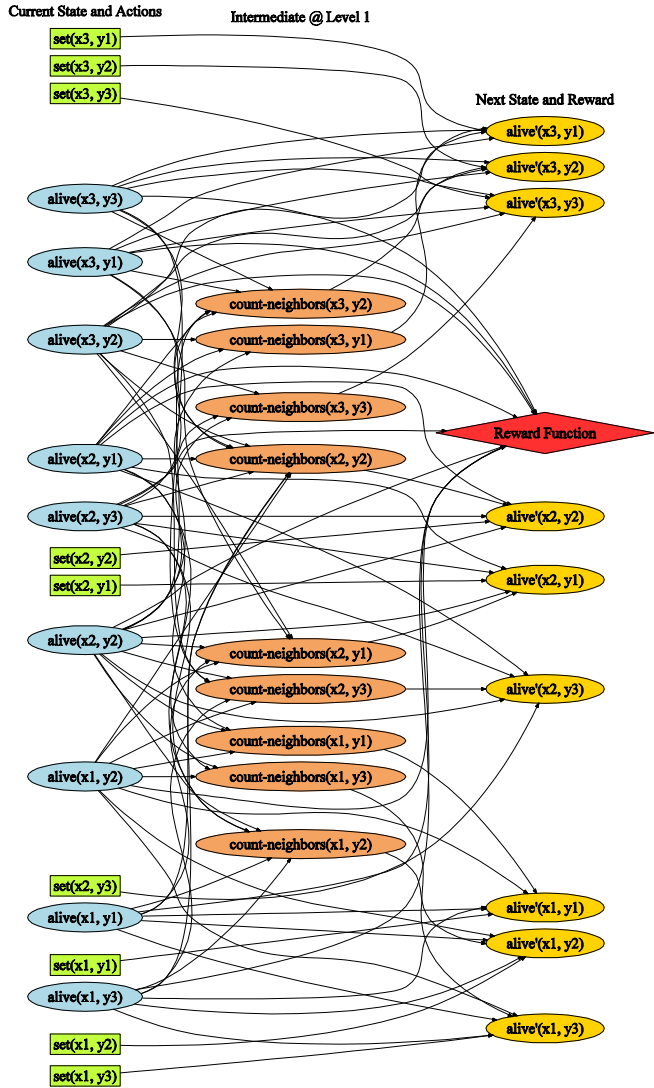 Current State and Actions
Intermediate @ Level 1
set(x3, y1)
set(x3, y2)
set(x3, y3)
Next State and Reward
alive'(x3, y1)
alive'(x3, y2)
alive(x3, y3)
alive'(x3, y3)
alive(x3, y1)
count-neighbors(x3, y2)
alive(x3, y2)
count-neighbors(x3, y1)
count-neighbors(x3, y3)
Reward Function
alive(x2, y1)
count-neighbors(x2, y2)
alive(x2, y3)
alive'(x2, y2)
set(x2, y2)
set(x2, y1)
alive'(x2, y1)
alive(x2, y2)
count-neighbors(x2, y1)
count-neighbors(x2, y3)
alive'(x2, y3)
count-neighbors(x1, y1)
alive(x1, y2)
count-neighbors(x1, y3)
count-neighbors(x1, y2)
set(x2, y3)
alive(x1, y1)
alive'(x1, y1)
alive'(x1, y2)
set(x1, y1)
alive(x1, y3)
alive'(x1, y3)
set(x1, y2)
set(x1, y3)